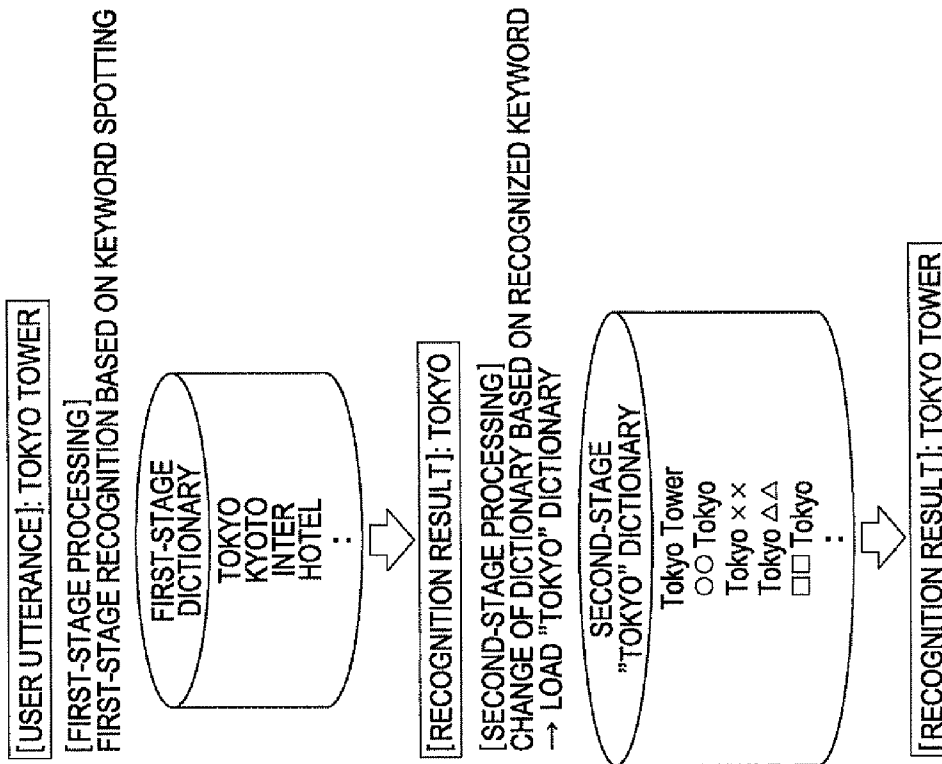 [USER UTTERANCE]: TOKYO TOWER
[FIRST-STAGE PROCESSING]
FIRST-STAGE RECOGNITION BASED ON KEYWORD SPOTTING
FIRST-STAGE
DICTIONARY
TOKYO
KYOTO
INTER
HOTEL
:
[RECOGNITION RESULT]: TOKYO
[SECOND-STAGE PROCESSING]
CHANGE OF DICTIONARY BASED ON RECOGNIZED KEYWORD
→ LOAD "TOKYO" DICTIONARY
SECOND-STAGE
"TOKYO" DICTIONARY
Tokyo Tower
○○ Tokyo
Tokyo ××
Tokyo △△
□□ Tokyo
:
[RECOGNITION RESULT]: TOKYO TOWER